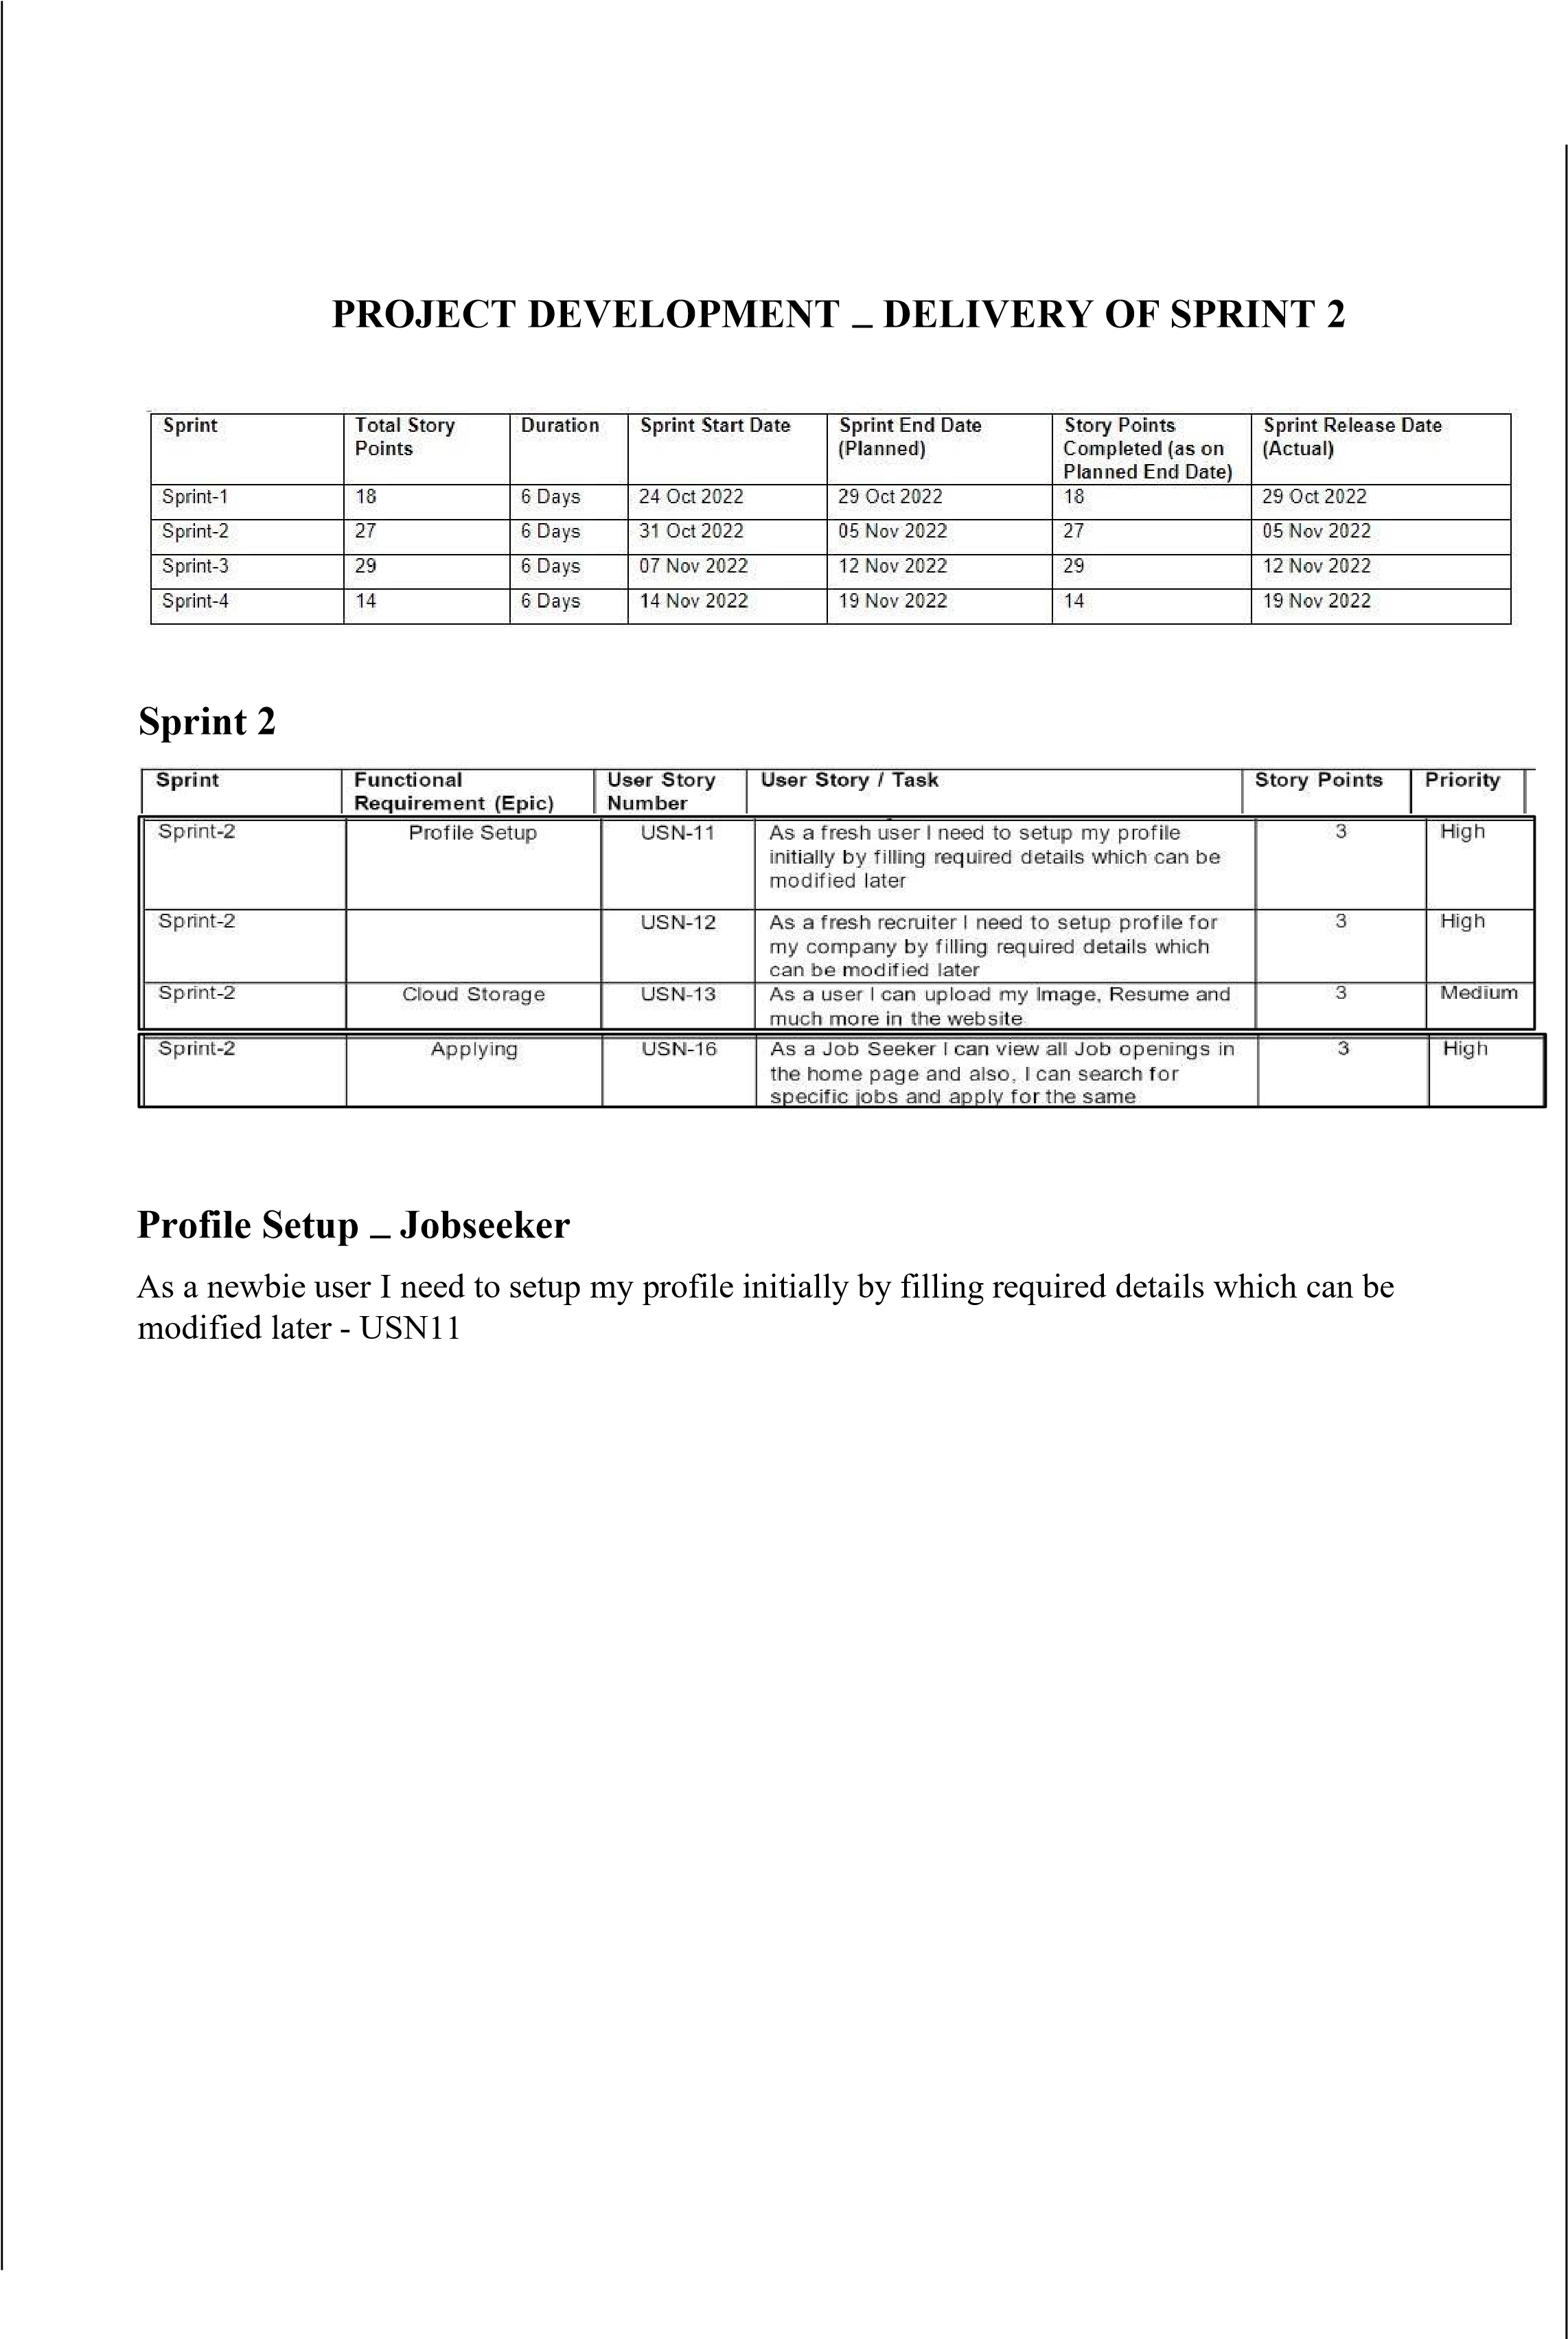 PROJECT DEVELOPMENT _ DELIVERY OF SPRINT 2
Sprint Total Story Points Duration Sprint Start Date Sprint End Date (Planned) Story Points Completed (as on Planned End Date) Sprint Release Date (Actual)
Sprint-1 18 6 Days 24 Oct 2022 29 Oct 2022 18 29 Oct 2022
Sprint-2 27 6 Days 31 Oct 2022 05 Nov 2022 27 05 Nov 2022
Sprint-3 29 6 Days 07 Nov 2022 12 Nov 2022 29 12 Nov 2022
Sprint-4 14 6 Days 14 Nov 2022 19 Nov 2022 14 19 Nov 2022
Sprint 2
Sprint Functional Requirement (Epic) User Story Number User Story / Task Story Points Priority
Sprint-2 Profile Setup USN-11 As a fresh user I need to setup my profile 3 High
initially by filling required details which can be
modified later
Sprint-2 USN-12 As a fresh recruiter I need to setup profile for 3 High
my company by filling required details which
can be modified later
Sprint-2 Cloud Storage USN-13 As a user I can upload my Image, Resume and 3 Medium
much more in the website
Sprint-2 Applying USN-16 As a Job Seeker I can view all Job openings in 3 High
the home page and also, I can search for
specific jobs and apply for the same
Profile Setup _ Jobseeker
As a newbie user I need to setup my profile initially by filling required details which can be
modified later - USN11